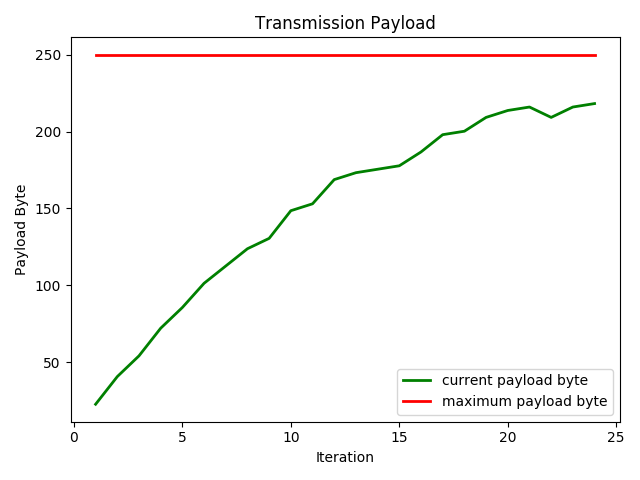 Transmission Payload
Payload Byte
250
200
150
100
50
0
5
10
15
20
25
Iteration
current payload byte
maximum payload byte